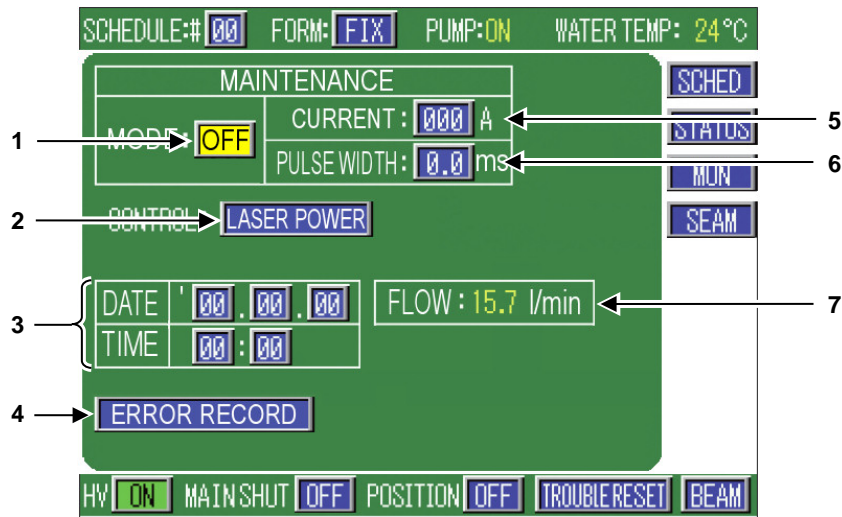 SCHEDULE:# 00 FORM: FIX PUMP:ON WATER TEMP: 24°C
MAINTENANCE
SCHED
1 MODE: OFF
CURRENT: 000 A 5
STATUS
PULSE WIDTH: 0.0 ms 6
MON
2 CONTROL LASER POWER
SEAM
3
DATE '00.00.00
FLOW: 15.7 l/min 7
TIME 00:00
4 ERROR RECORD
HV ON MAIN SHUT OFF POSITION OFF TROUBLE RESET BEAM